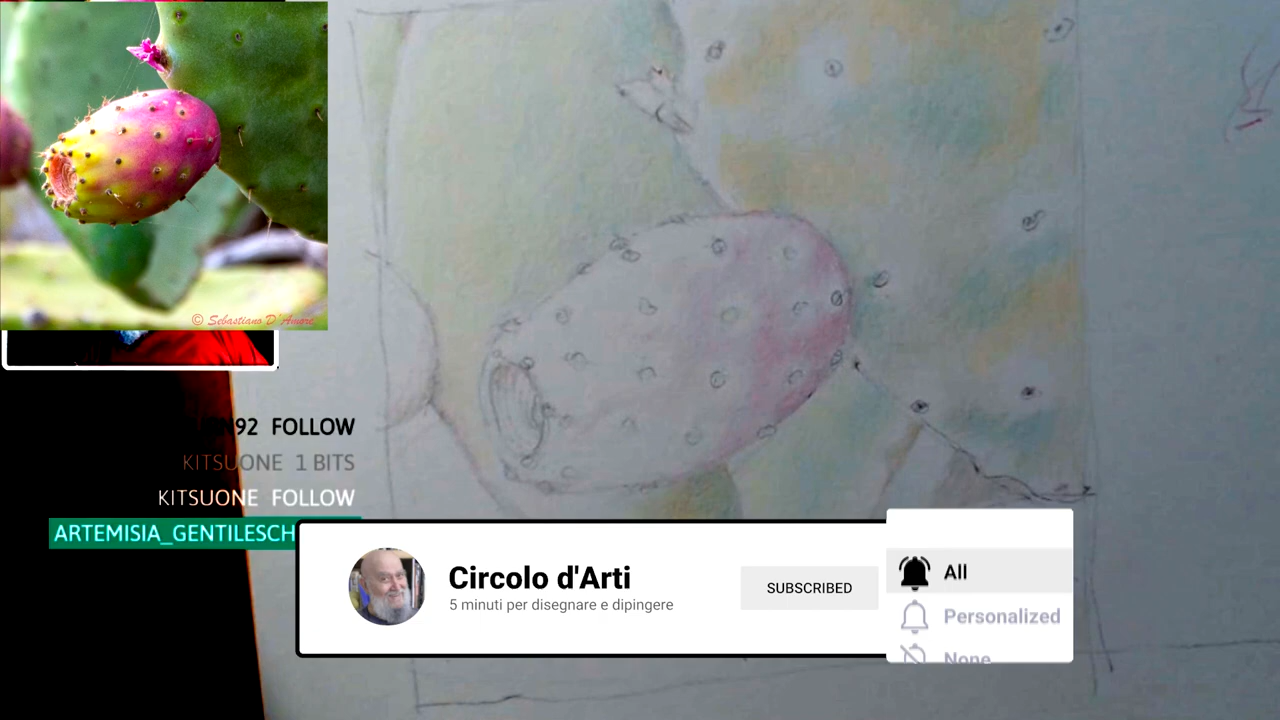 © Sebastiano D'Amore
92 FOLLOW
KITSUONE 1 BITS
KITSUONE FOLLOW
ARTEMISIA_GENTILESCH
Circolo d'Arti
5 minuti per disegnare e dipingere
SUBSCRIBED
All
Personalized
None